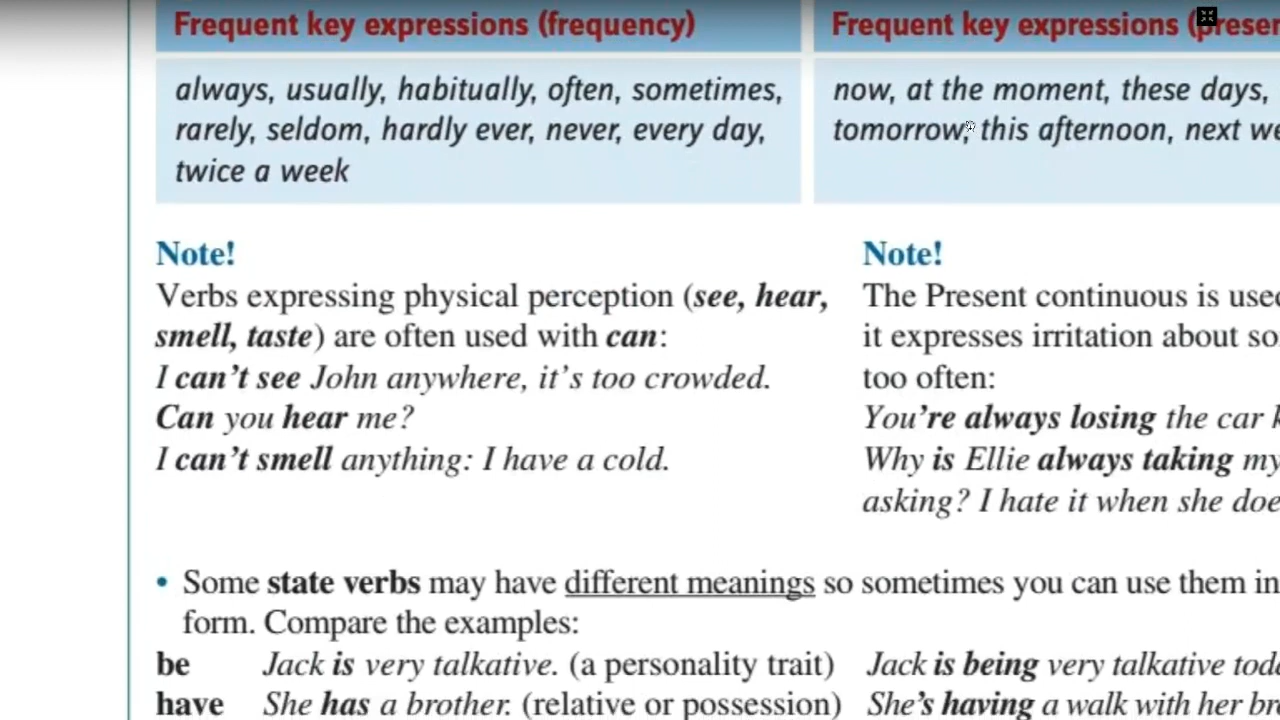 Frequent key expressions (frequency)
always, usually, habitually, often, sometimes,
rarely, seldom, hardly ever, never, every day,
twice a week
Frequent key expressions
now, at the moment, these days,
tomorrow, this afternoon, next
Note!
Verbs expressing physical perception (see, hear,
smell, taste) are often used with can:
I can't see John anywhere, it's too crowded.
Can you hear me?
I can't smell anything: I have a cold.
Note!
The Present continuous is
it expresses irritation about
too often:
You're always losing the car
Why is Ellie always taking my
asking? I hate it when she
• Some state verbs may have different meanings so sometimes you can use them in
form. Compare the examples:
be Jack is very talkative. (a personality trait) Jack is being very talkative
have She has a brother. (relative or possession) She's having a walk with her